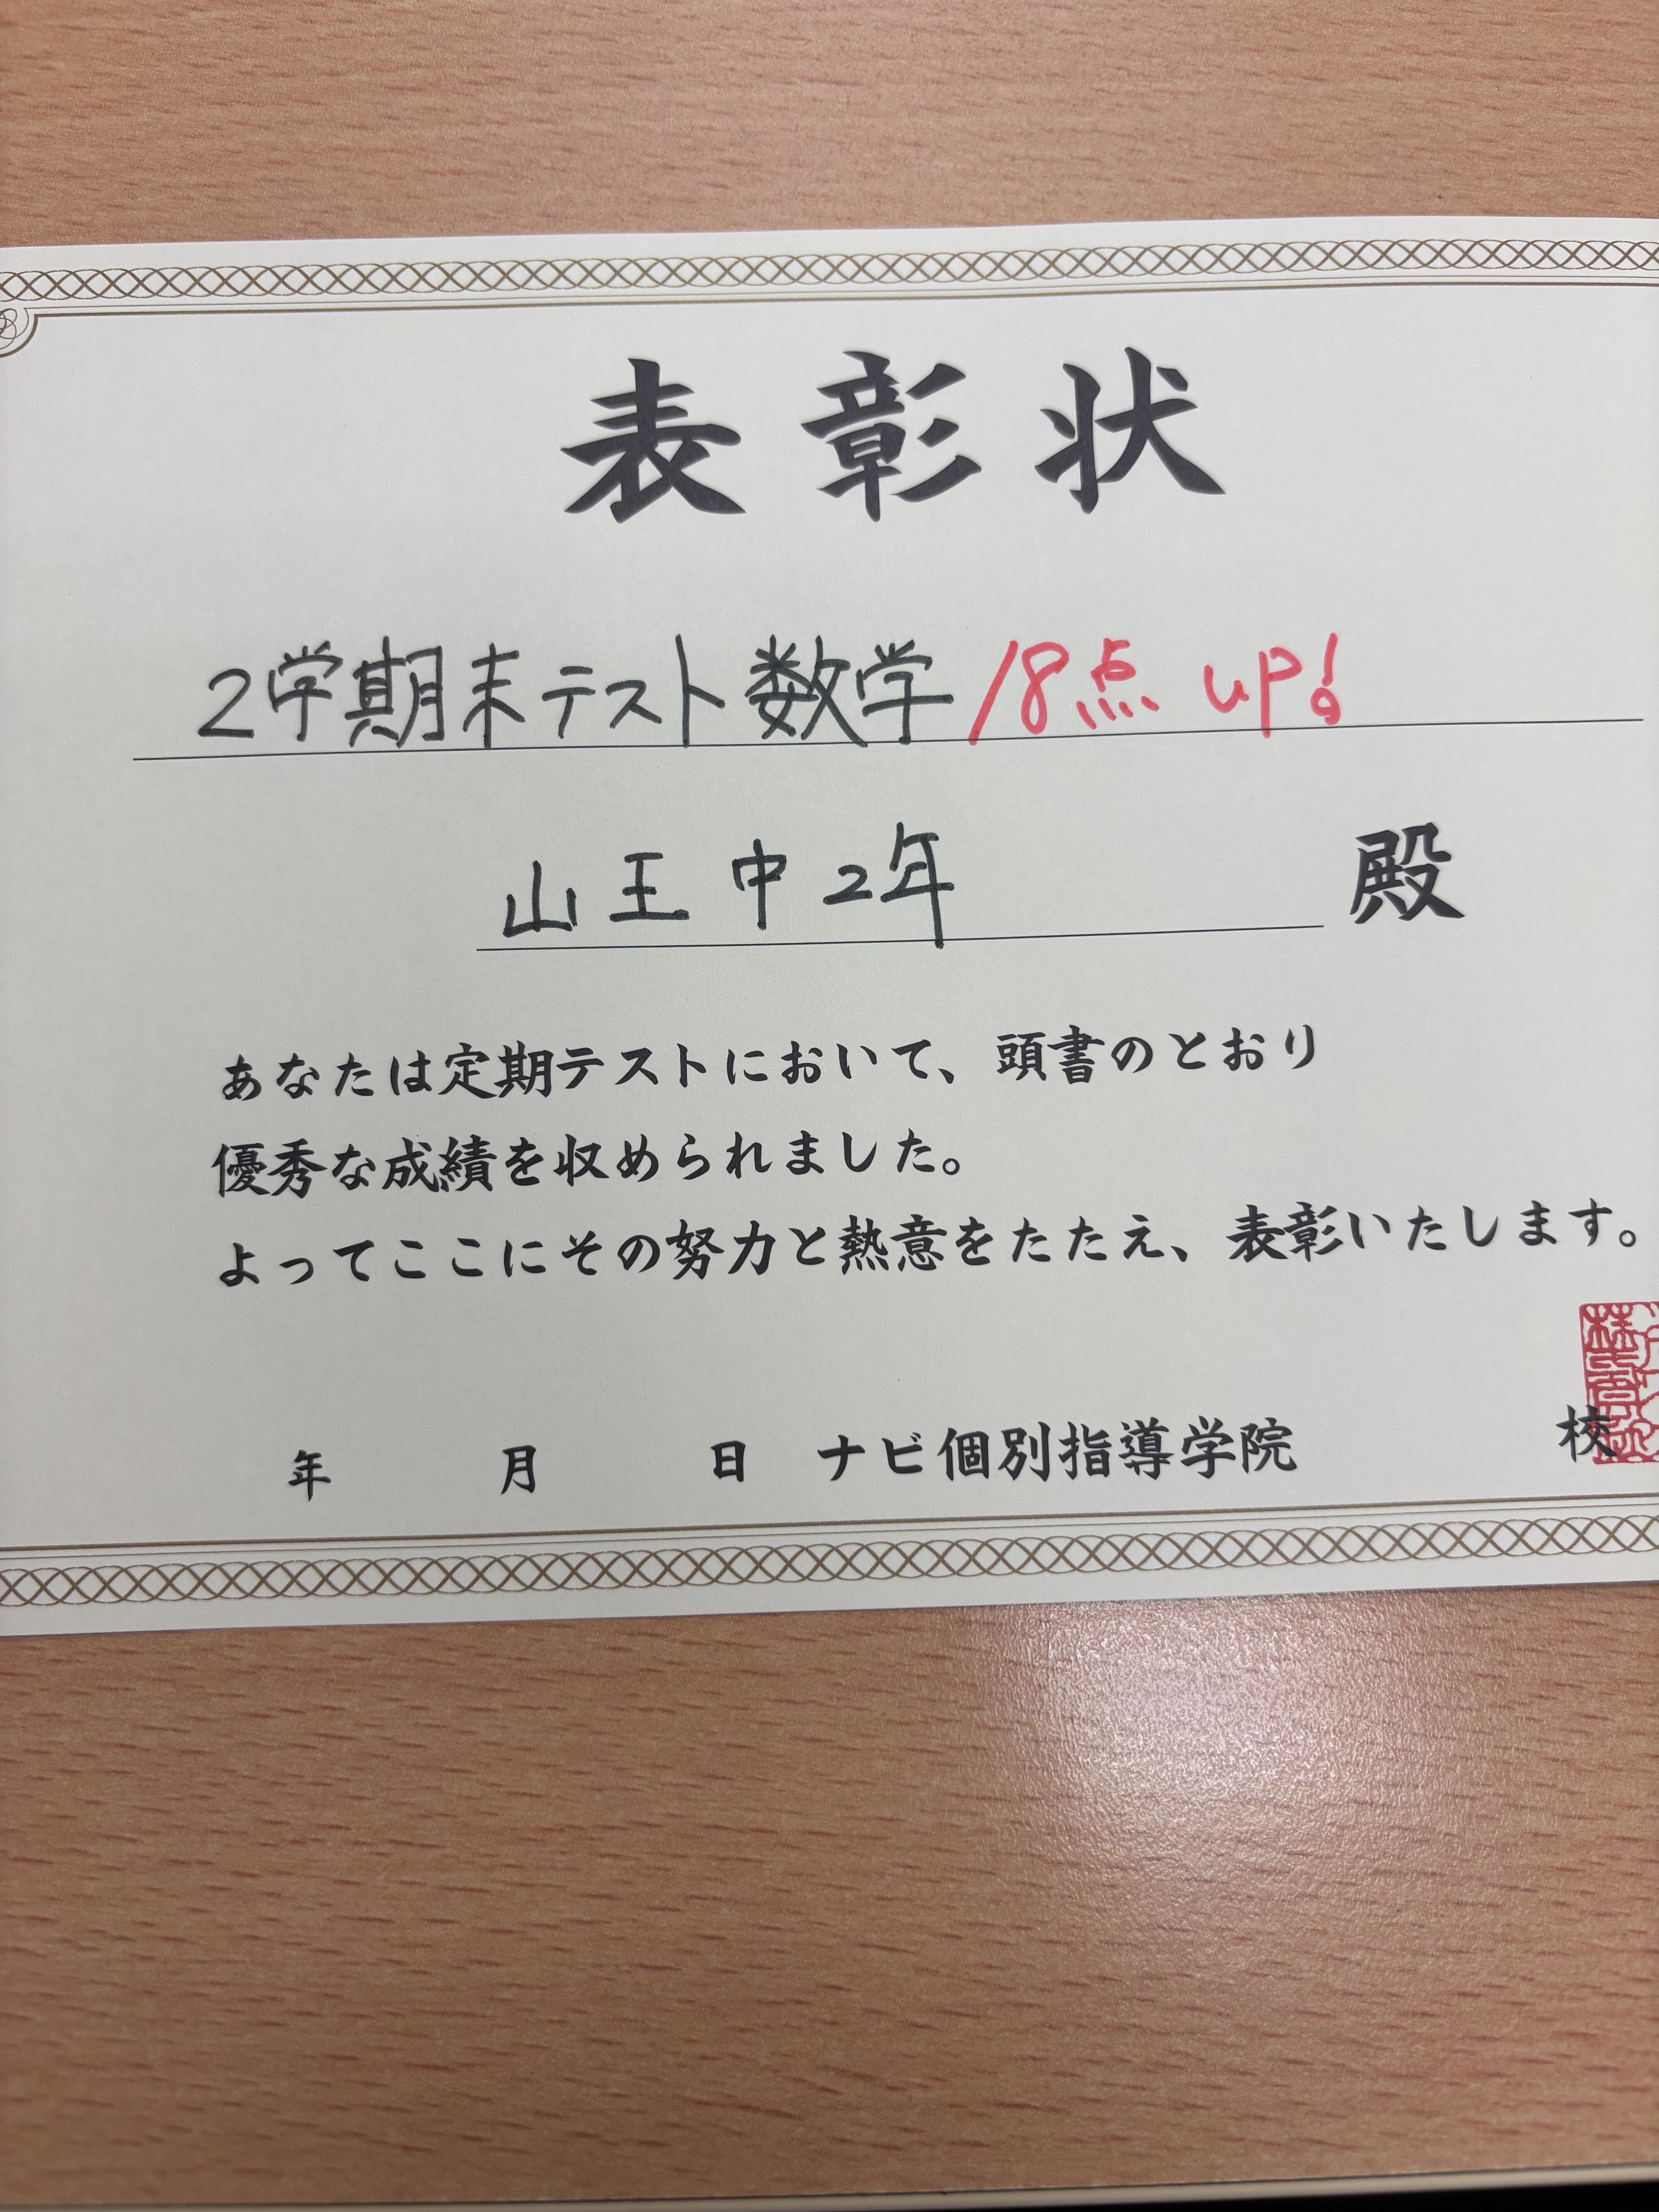 表彰状
2学期末テスト数学 18点 up!
山王中2年 殿
あなたは定期テストにおいて、頭書のとおり
優秀な成績を収められました。
よってここにその努力と熱意をたたえ、表彰いたします。
年 月 日 ナビ個別指導学院 校